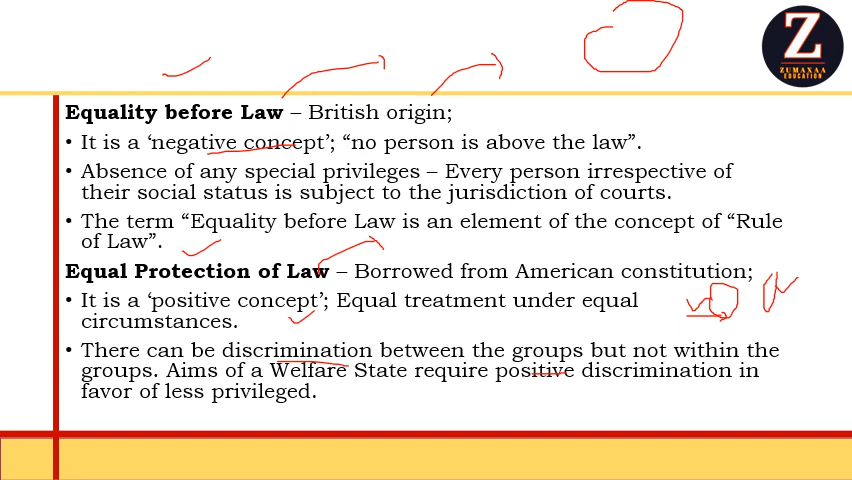 Z
ZUMAXAA
EDUCATION
Equality before Law – British origin;
• It is a ‘negative concept’; “no person is above the law”.
• Absence of any special privileges – Every person irrespective of
their social status is subject to the jurisdiction of courts.
• The term “Equality before Law is an element of the concept of “Rule
of Law”.
Equal Protection of Law – Borrowed from American constitution;
• It is a ‘positive concept’; Equal treatment under equal
circumstances.
• There can be discrimination between the groups but not within the
groups. Aims of a Welfare State require positive discrimination in
favor of less privileged.